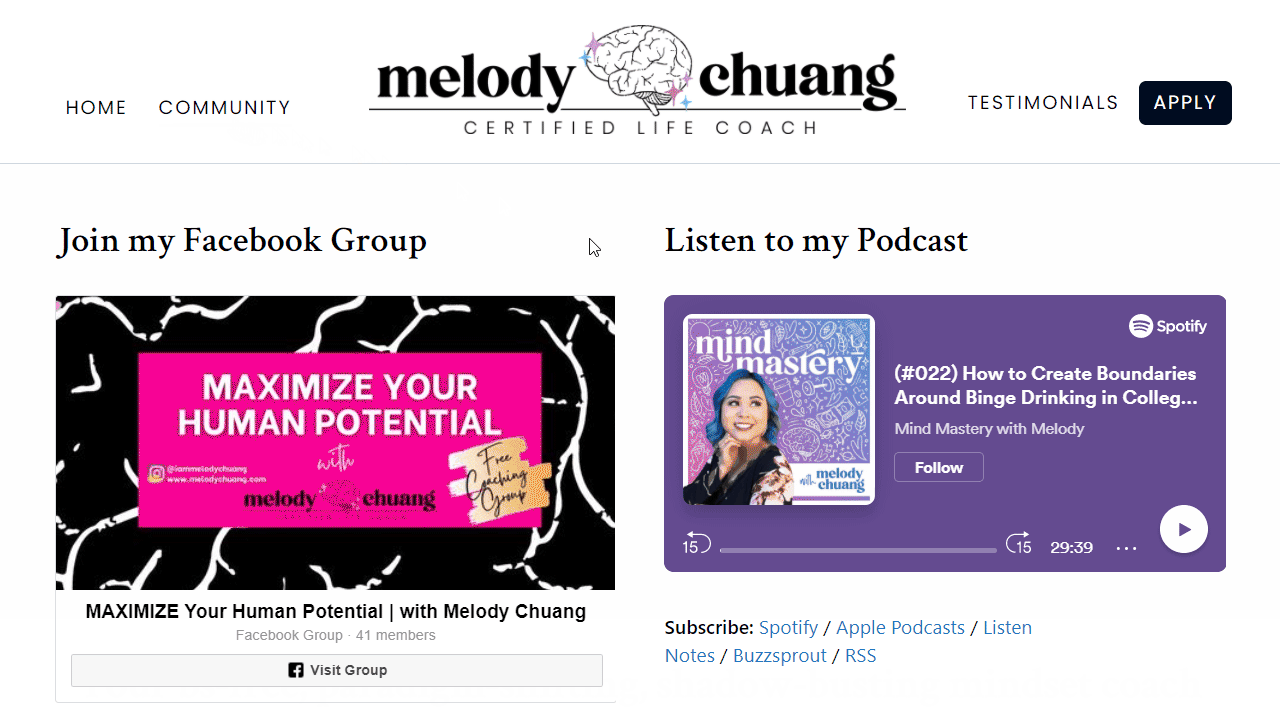 HOME
COMMUNITY
melody chuang
CERTIFIED LIFE COACH
TESTIMONIALS
APPLY
Join my Facebook Group
MAXIMIZE YOUR
HUMAN POTENTIAL
with
@iammelodychuang
www.melodychuang.com
melody chuang
Free
Coaching
Group
MAXIMIZE Your Human Potential | with Melody Chuang
Facebook Group · 41 members
Visit Group
Listen to my Podcast
mind
mastery
with melody
chuang
Spotify
(#022) How to Create Boundaries
Around Binge Drinking in Colleg...
Mind Mastery with Melody
Follow
15
15
29:39
Subscribe: Spotify / Apple Podcasts / Listen
Notes / Buzzsprout / RSS